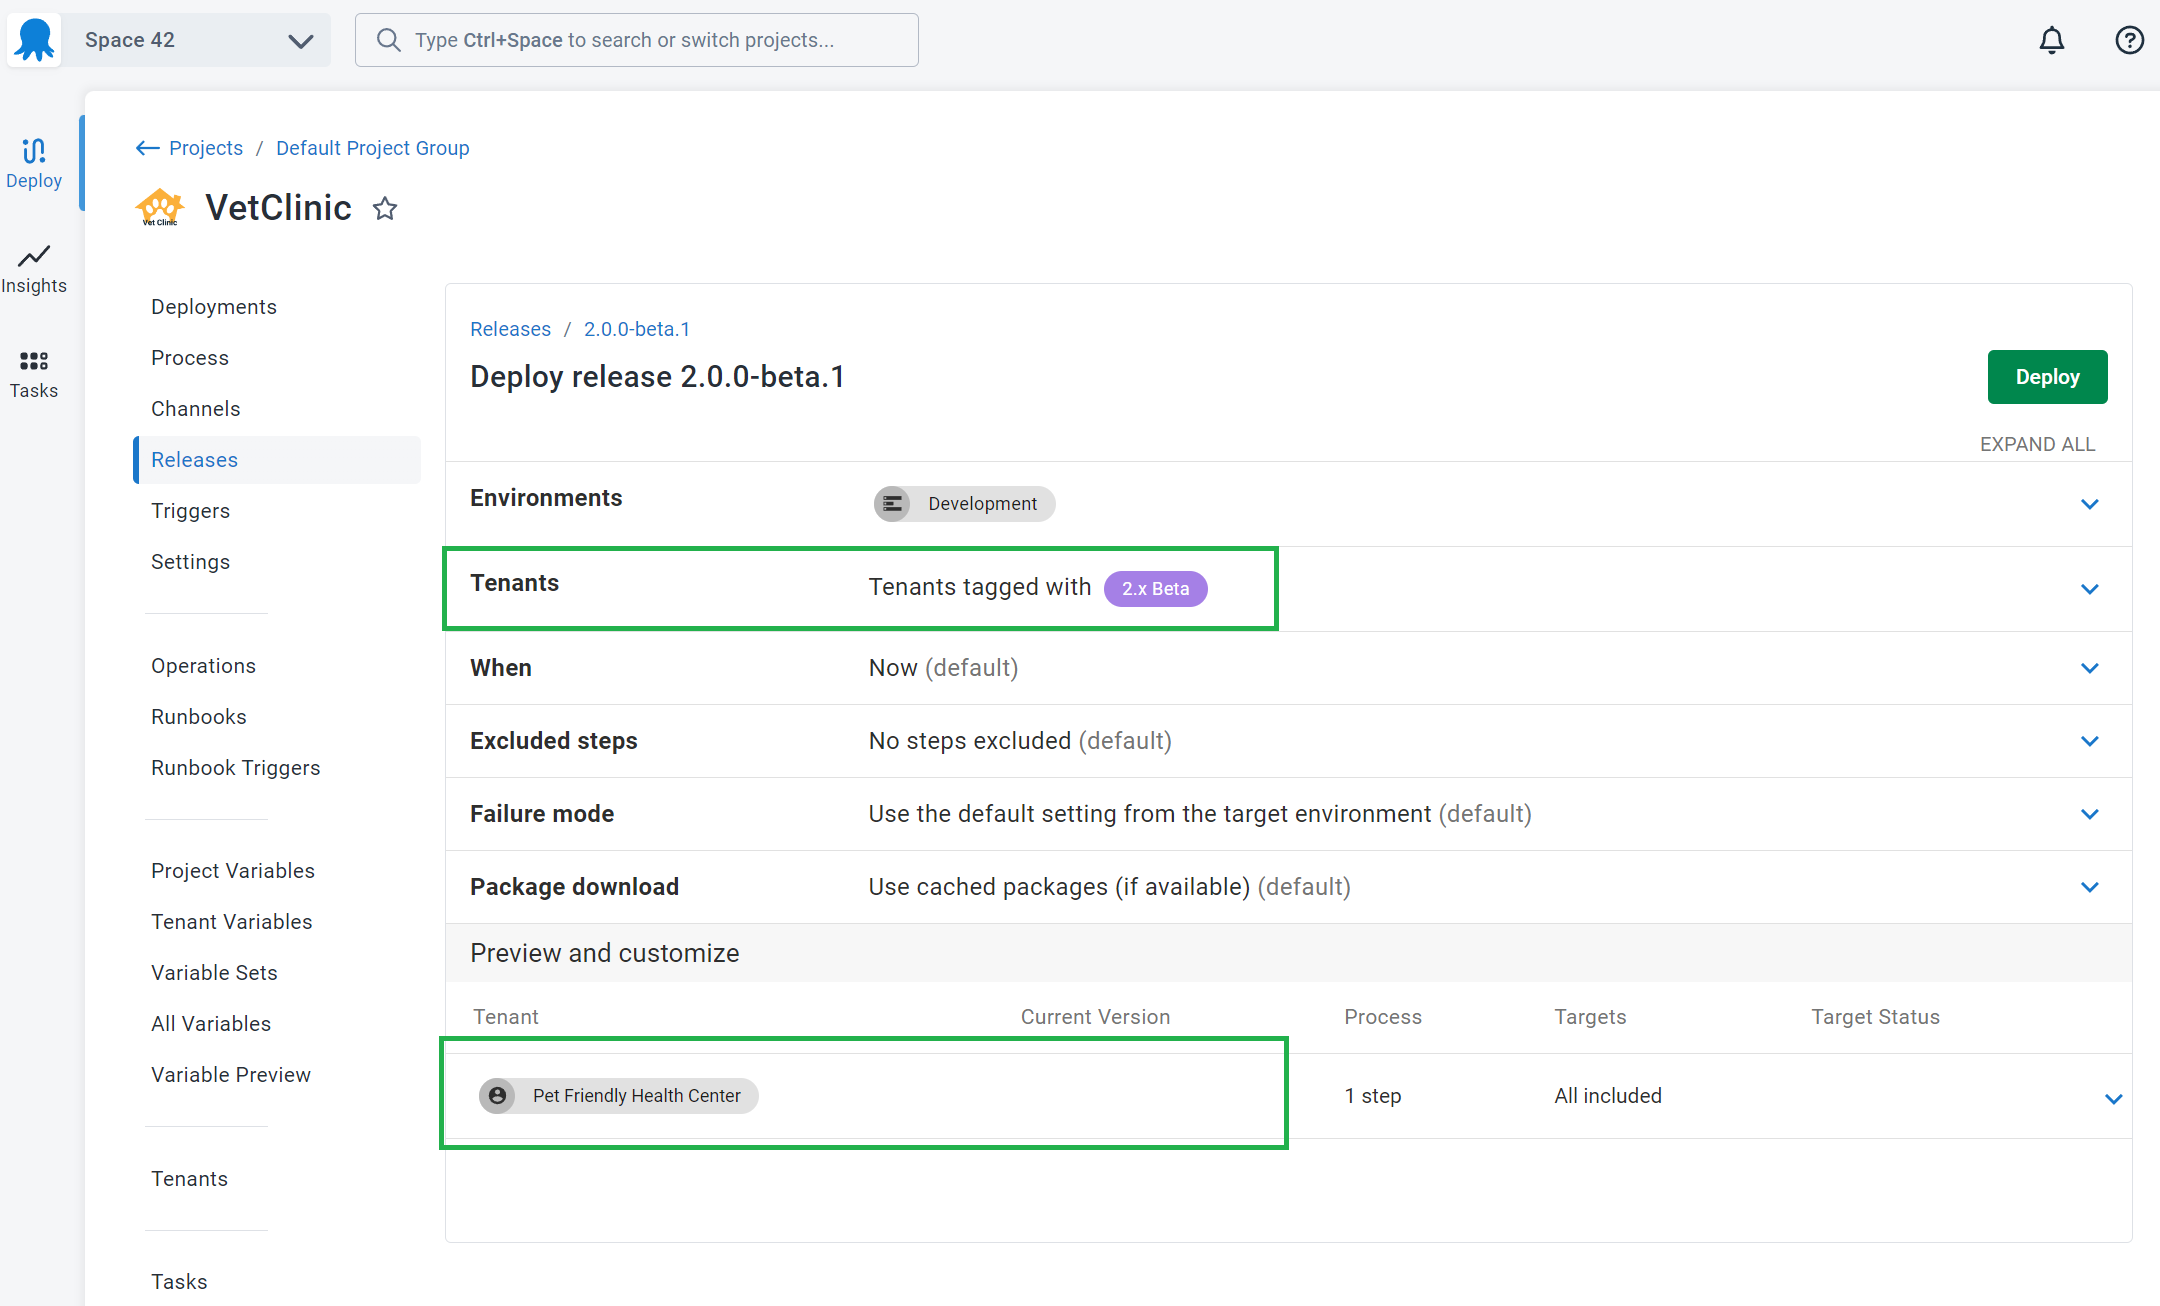 Space 42
Type Ctrl+Space to search or switch projects...
Deploy
Insights
Tasks
Projects / Default Project Group
Vet Clinic
VetClinic
Deployments
Process
Channels
Releases
Triggers
Settings
Operations
Runbooks
Runbook Triggers
Project Variables
Tenant Variables
Variable Sets
All Variables
Variable Preview
Tenants
Tasks
Releases / 2.0.0-beta.1
Deploy release 2.0.0-beta.1
Deploy
EXPAND ALL
Environments Development
Tenants Tenants tagged with 2.x Beta
When Now (default)
Excluded steps No steps excluded (default)
Failure mode Use the default setting from the target environment (default)
Package download Use cached packages (if available) (default)
Preview and customize
Tenant Current Version Process Targets Target Status
Pet Friendly Health Center 1 step All included